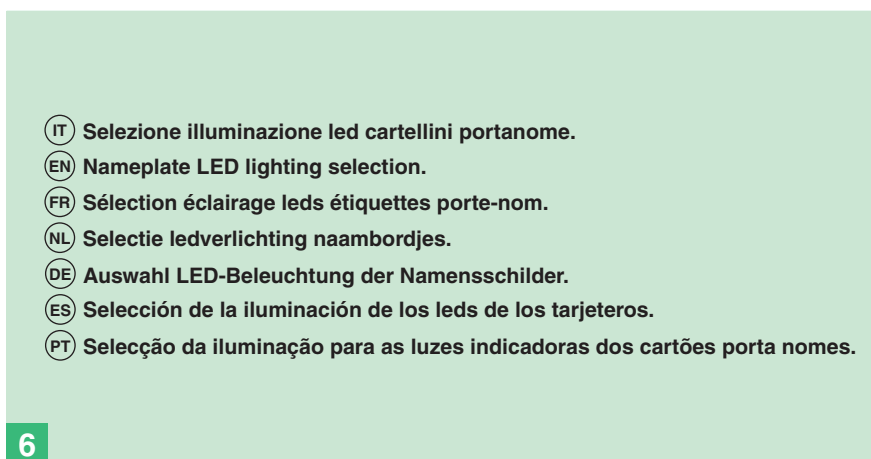 IT Selezione illuminazione led cartellini portanome.
EN Nameplate LED lighting selection.
FR Sélection éclairage leds étiquettes porte-nom.
NL Selectie ledverlichting naambordjes.
DE Auswahl LED-Beleuchtung der Namensschilder.
ES Selección de la iluminación de los leds de los tarjeteros.
PT Selecção da iluminação para as luzes indicadoras dos cartões porta nomes.
6